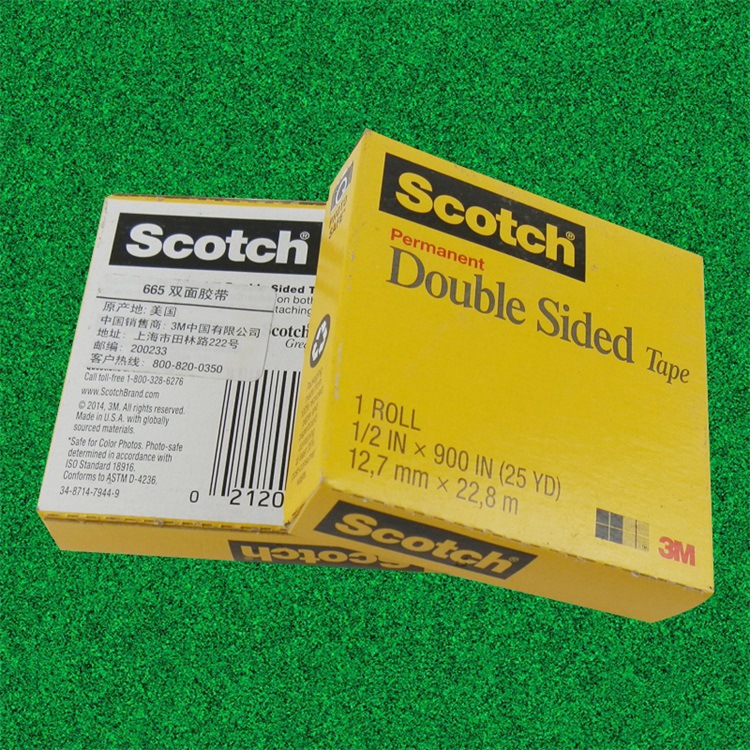 Scotch®
665 双面胶带
原产地: 美国
中国销售商: 3M中国有限公司
地址: 上海市田林路222号
邮编: 200233
客户热线: 800-820-0350
Call toll-free 1-800-328-6276
www.ScotchBrand.com
© 2014, 3M. All rights reserved.
Made in U.S.A. with globally
sourced materials.
*Safe for Color Photos. Photo-safe
determined in accordance with
ISO Standard 18916.
Conforms to ASTM D-4236.
34-8714-7944-9
on both
0 2120
Scotch®
Permanent
Double Sided Tape
1 ROLL
1/2 IN × 900 IN (25 YD)
12,7 mm × 22,8 m
3M
Scotch
Scotch